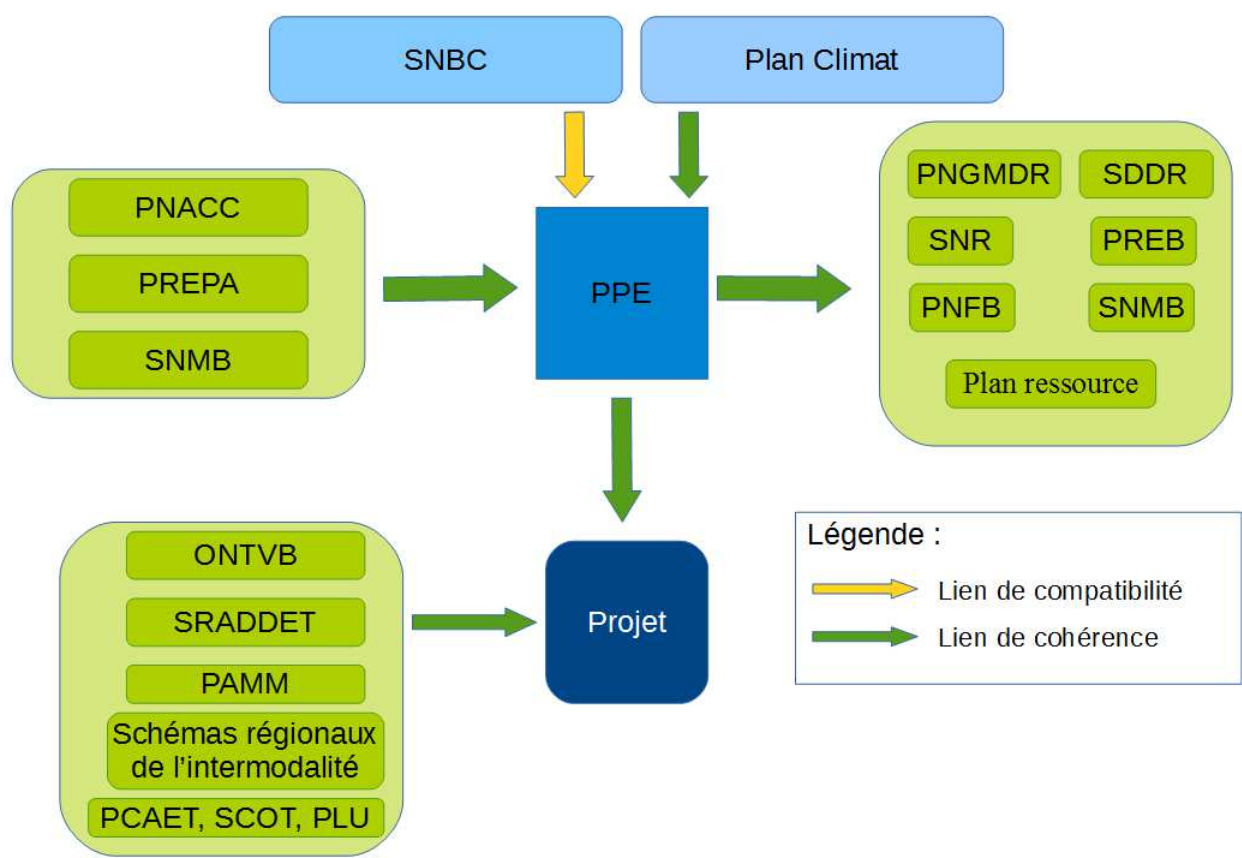 SNBC
Plan Climat
PNACC
PREPA
SNMB
PPE
PNGMDR
SDDR
SNR
PREB
PNFB
SNMB
Plan ressource
ONTVB
SRADDET
PAMM
Schémas régionaux
de l’intermodalité
PCAET, SCOT, PLU
Projet
Légende :
Lien de compatibilité
Lien de cohérence